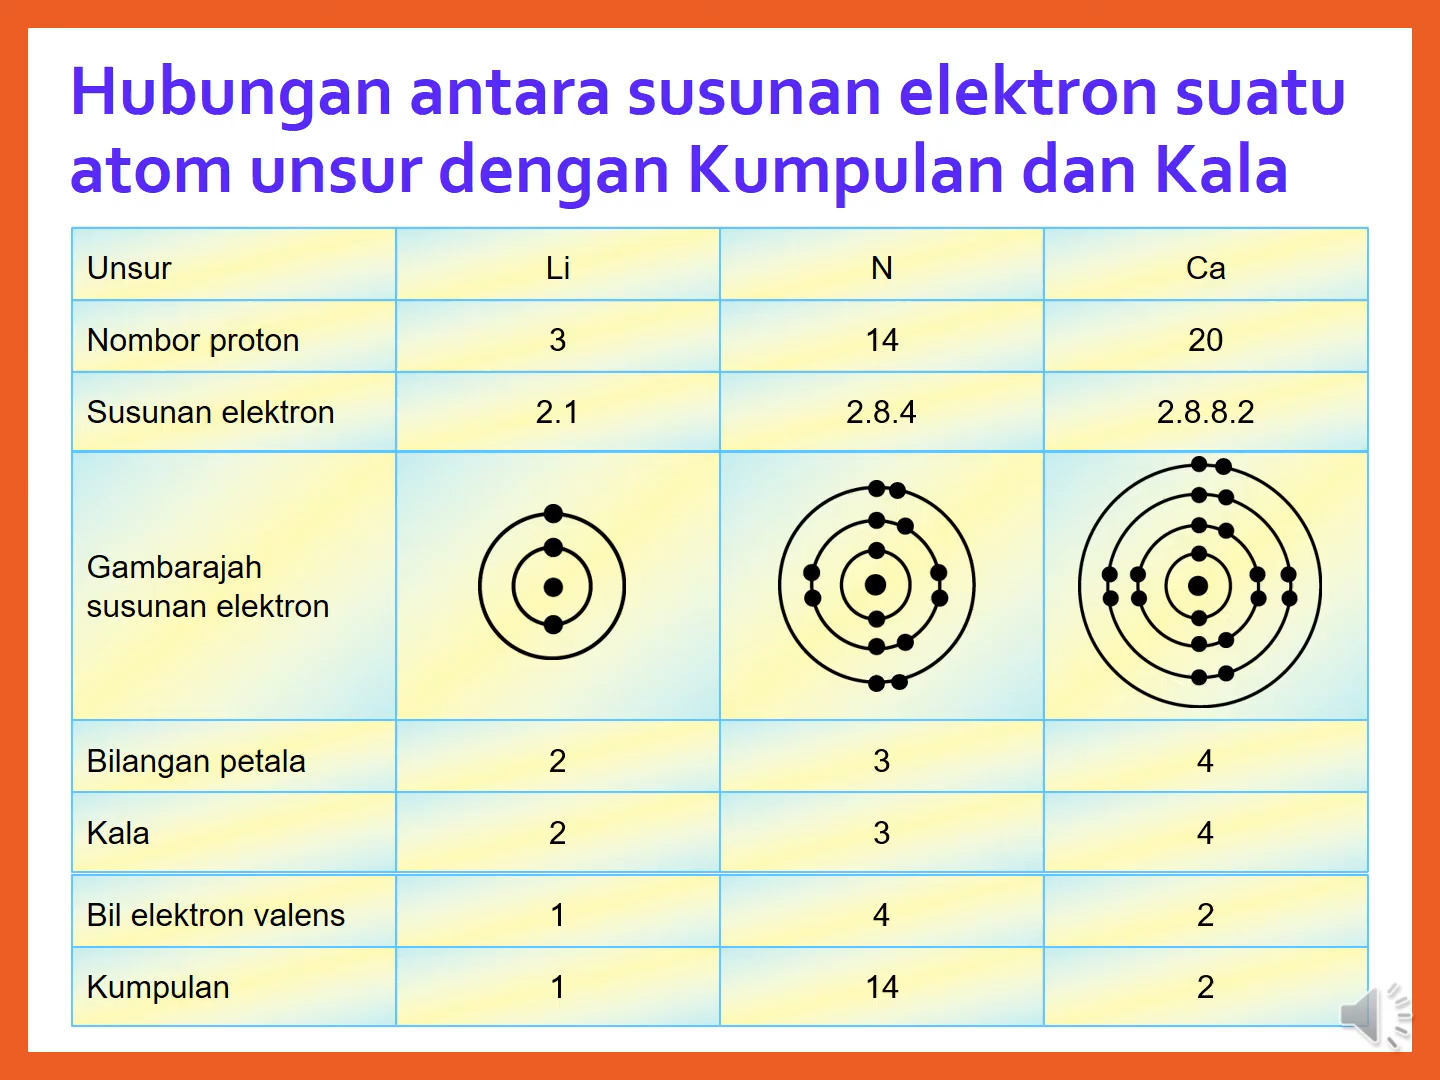 Hubungan antara susunan elektron suatu
atom unsur dengan Kumpulan dan Kala
Unsur Li N Ca
Nombor proton 3 14 20
Susunan elektron 2.1 2.8.4 2.8.8.2
Gambarajah
susunan elektron
Bilangan petala 2 3 4
Kala 2 3 4
Bil elektron valens 1 4 2
Kumpulan 1 14 2